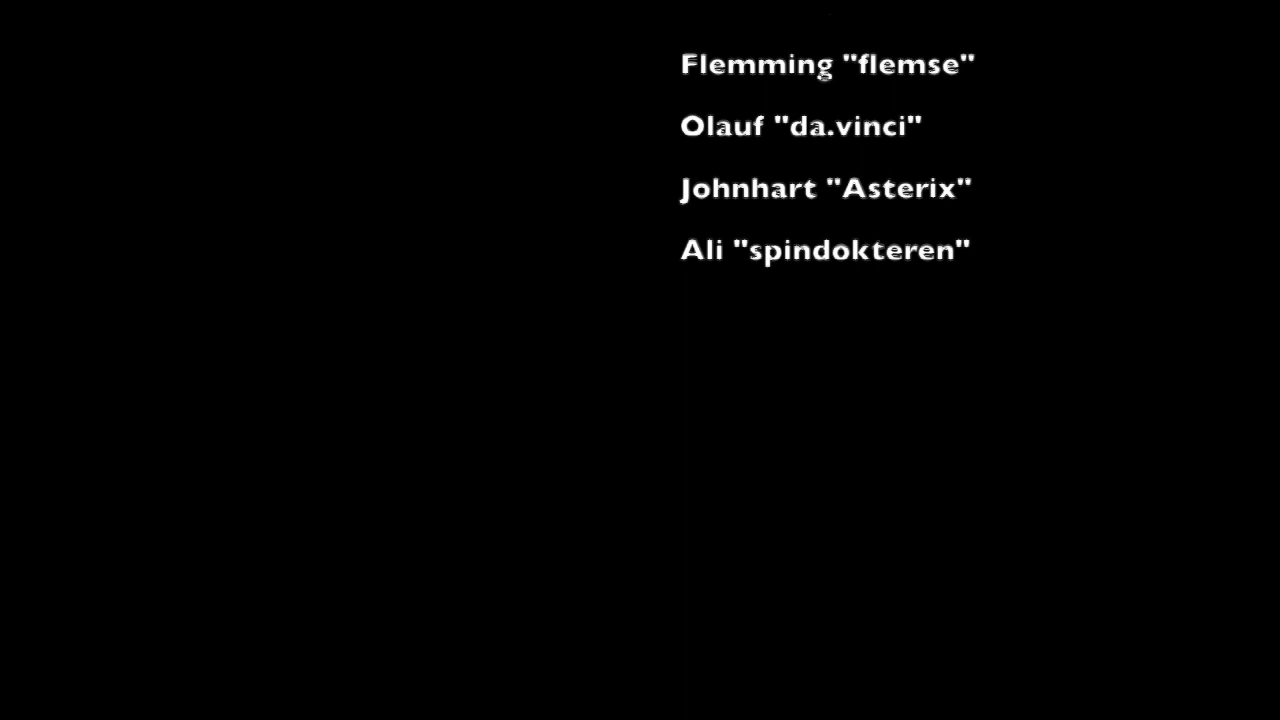 Flemming "flemse"
Olauf "da.vinci"
Johnhart "Asterix"
Ali "spindokteren"